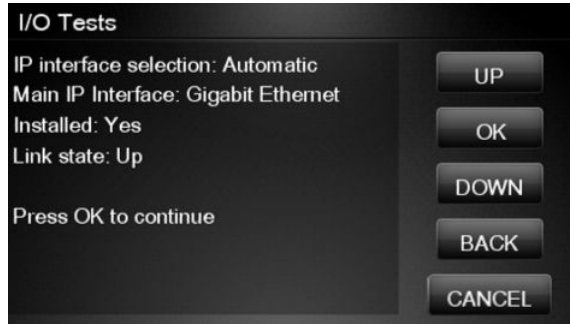 I/O Tests
IP interface selection: Automatic
Main IP Interface: Gigabit Ethernet
Installed: Yes
Link state: Up
Press OK to continue
UP
OK
DOWN
BACK
CANCEL